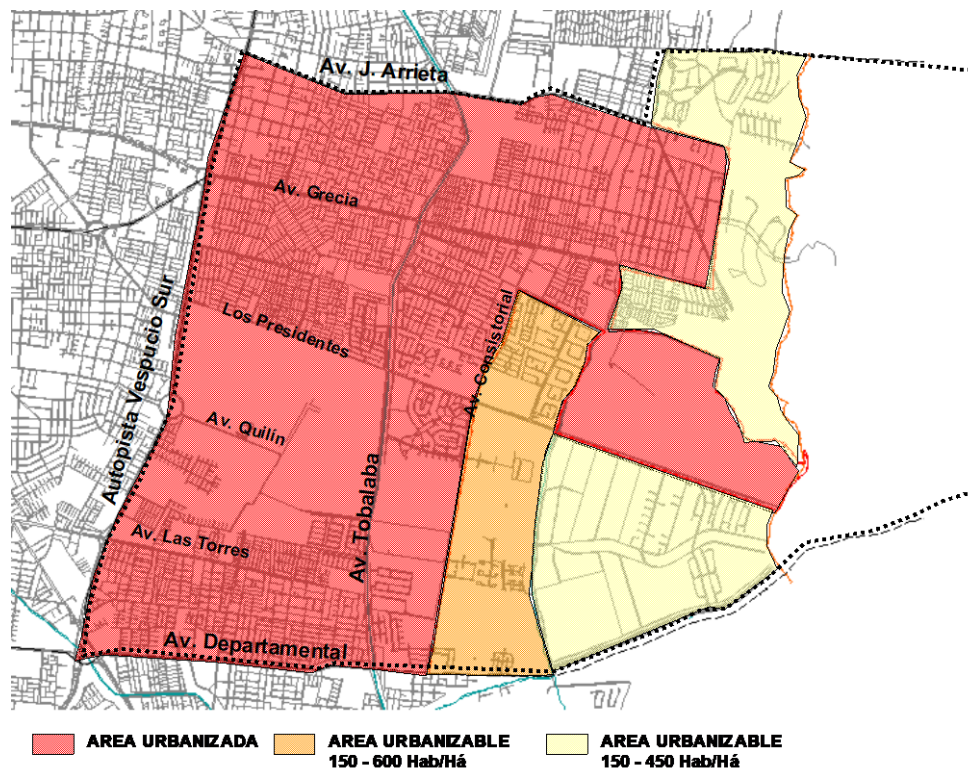 Av. J. Arrieta
Av. Grecia
Los Presidentes
Av. Consistorial
Autopista Vespucio Sur
Av. Quilín
Av. Tobalaba
Av. Las Torres
Av. Departamental
AREA URBANIZADA
AREA URBANIZABLE
150 - 600 Hab/Há
AREA URBANIZABLE
150 - 450 Hab/Há